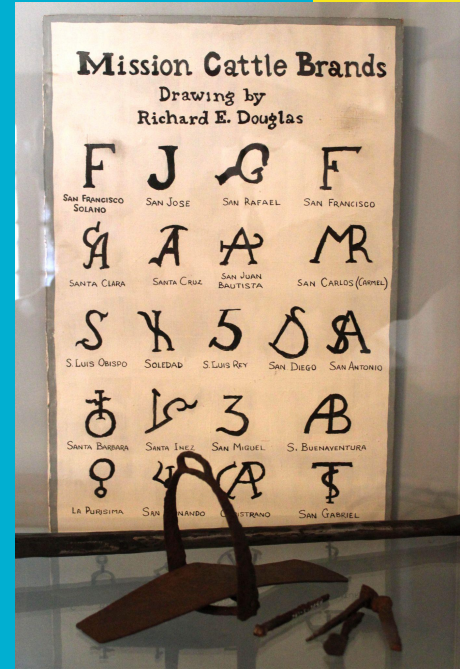 Mission Cattle Brands
Drawing by
Richard E. Douglas
F J G F
SAN FRANCISCO SOLANO SAN JOSE SAN RAFAEL SAN FRANCISCO
SANTA CLARA SANTA CRUZ SAN JUAN BAUTISTA SAN CARLOS (CARMEL)
S. LUIS OBISPO SOLEDAD S. LUIS REY SAN DIEGO SAN ANTONIO
SANTA BARBARA SANTA INEZ SAN MIGUEL S. BUENAVENTURA
LA PURISIMA SAN SAN GABRIEL